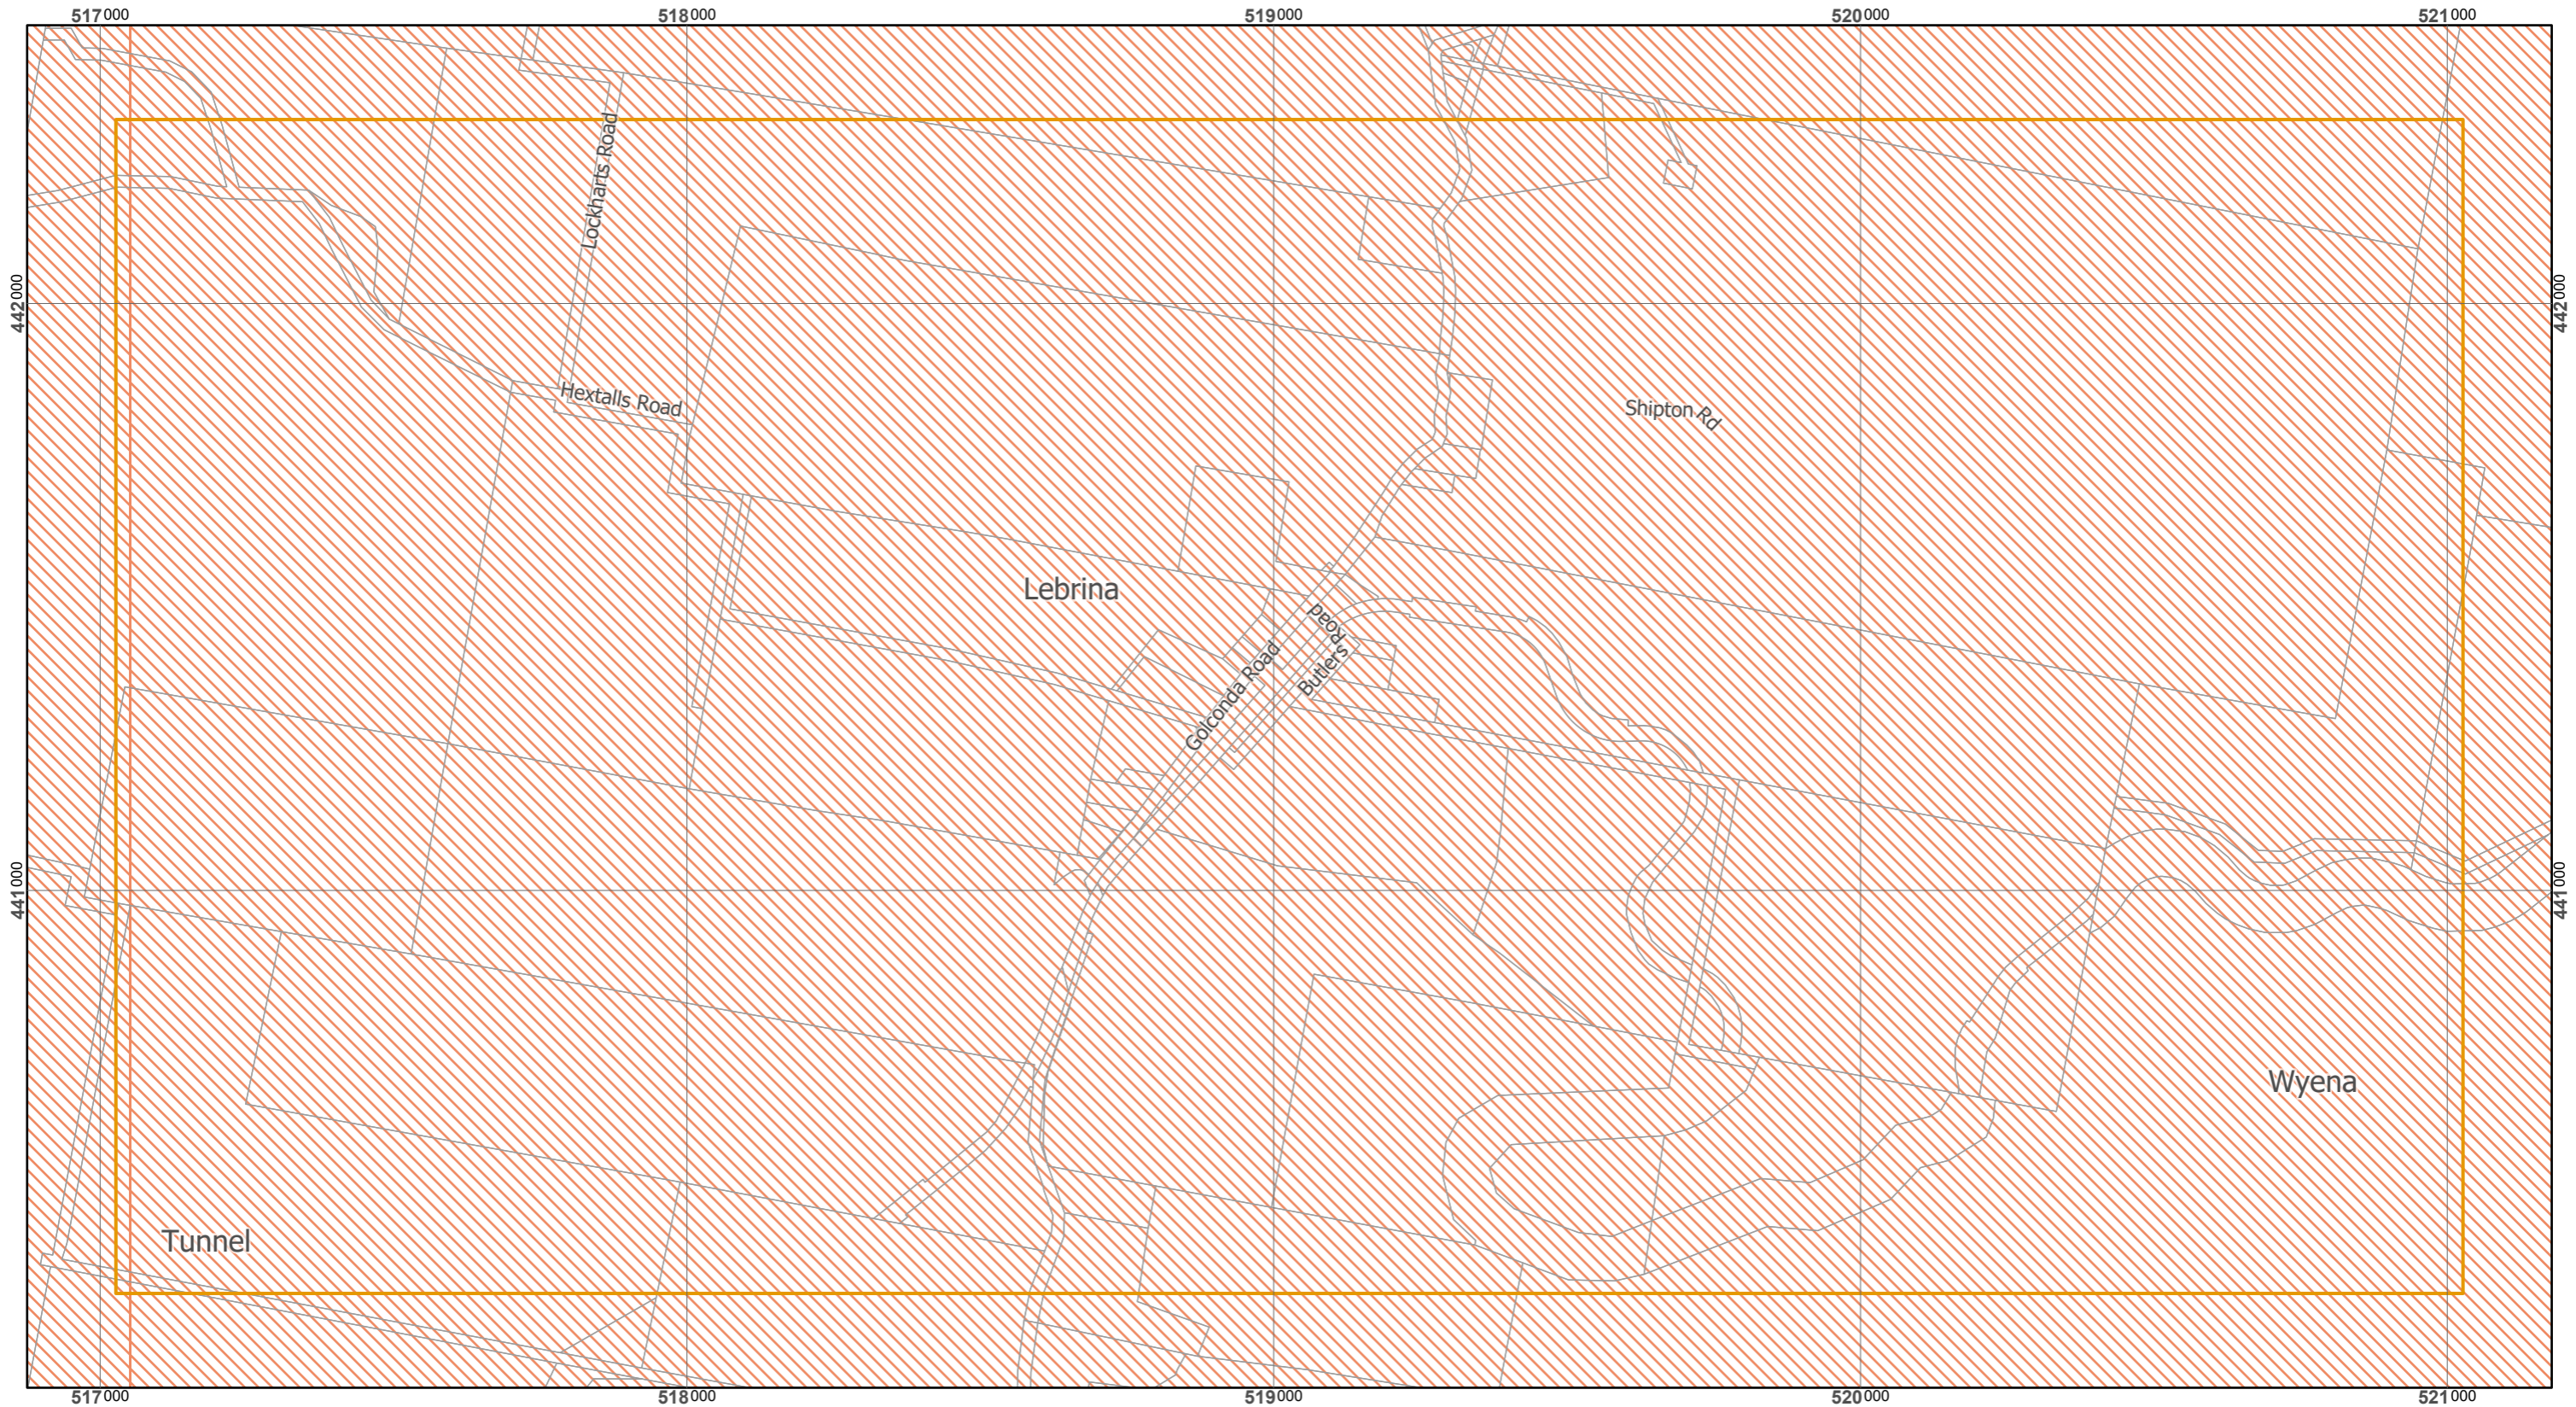 517000 518000 519000 520000 521000
Lockharts Road
442000 442000
Hextalls Road
Shipton Rd
Lebrina
Butlers Road
Golconda Road
441000 441000
Wyena
Tunnel
517000 518000 519000 520000 521000